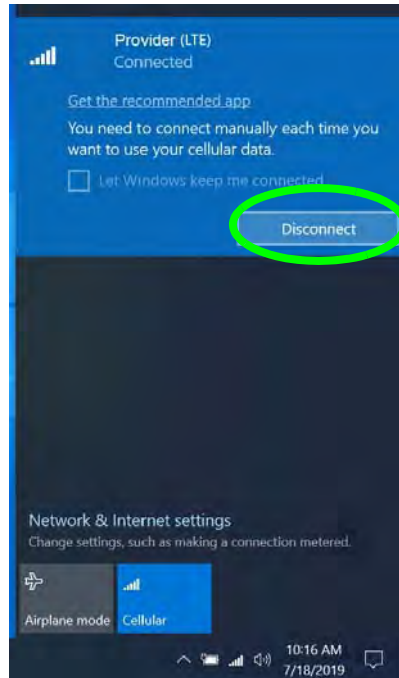 Provider (LTE)
Connected
Get the recommended app
You need to connect manually each time you
want to use your cellular data.
Let Windows keep me connected
Disconnect
Network & Internet settings
Change settings, such as making a connection metered.
Airplane mode
Cellular
10:16 AM
7/18/2019